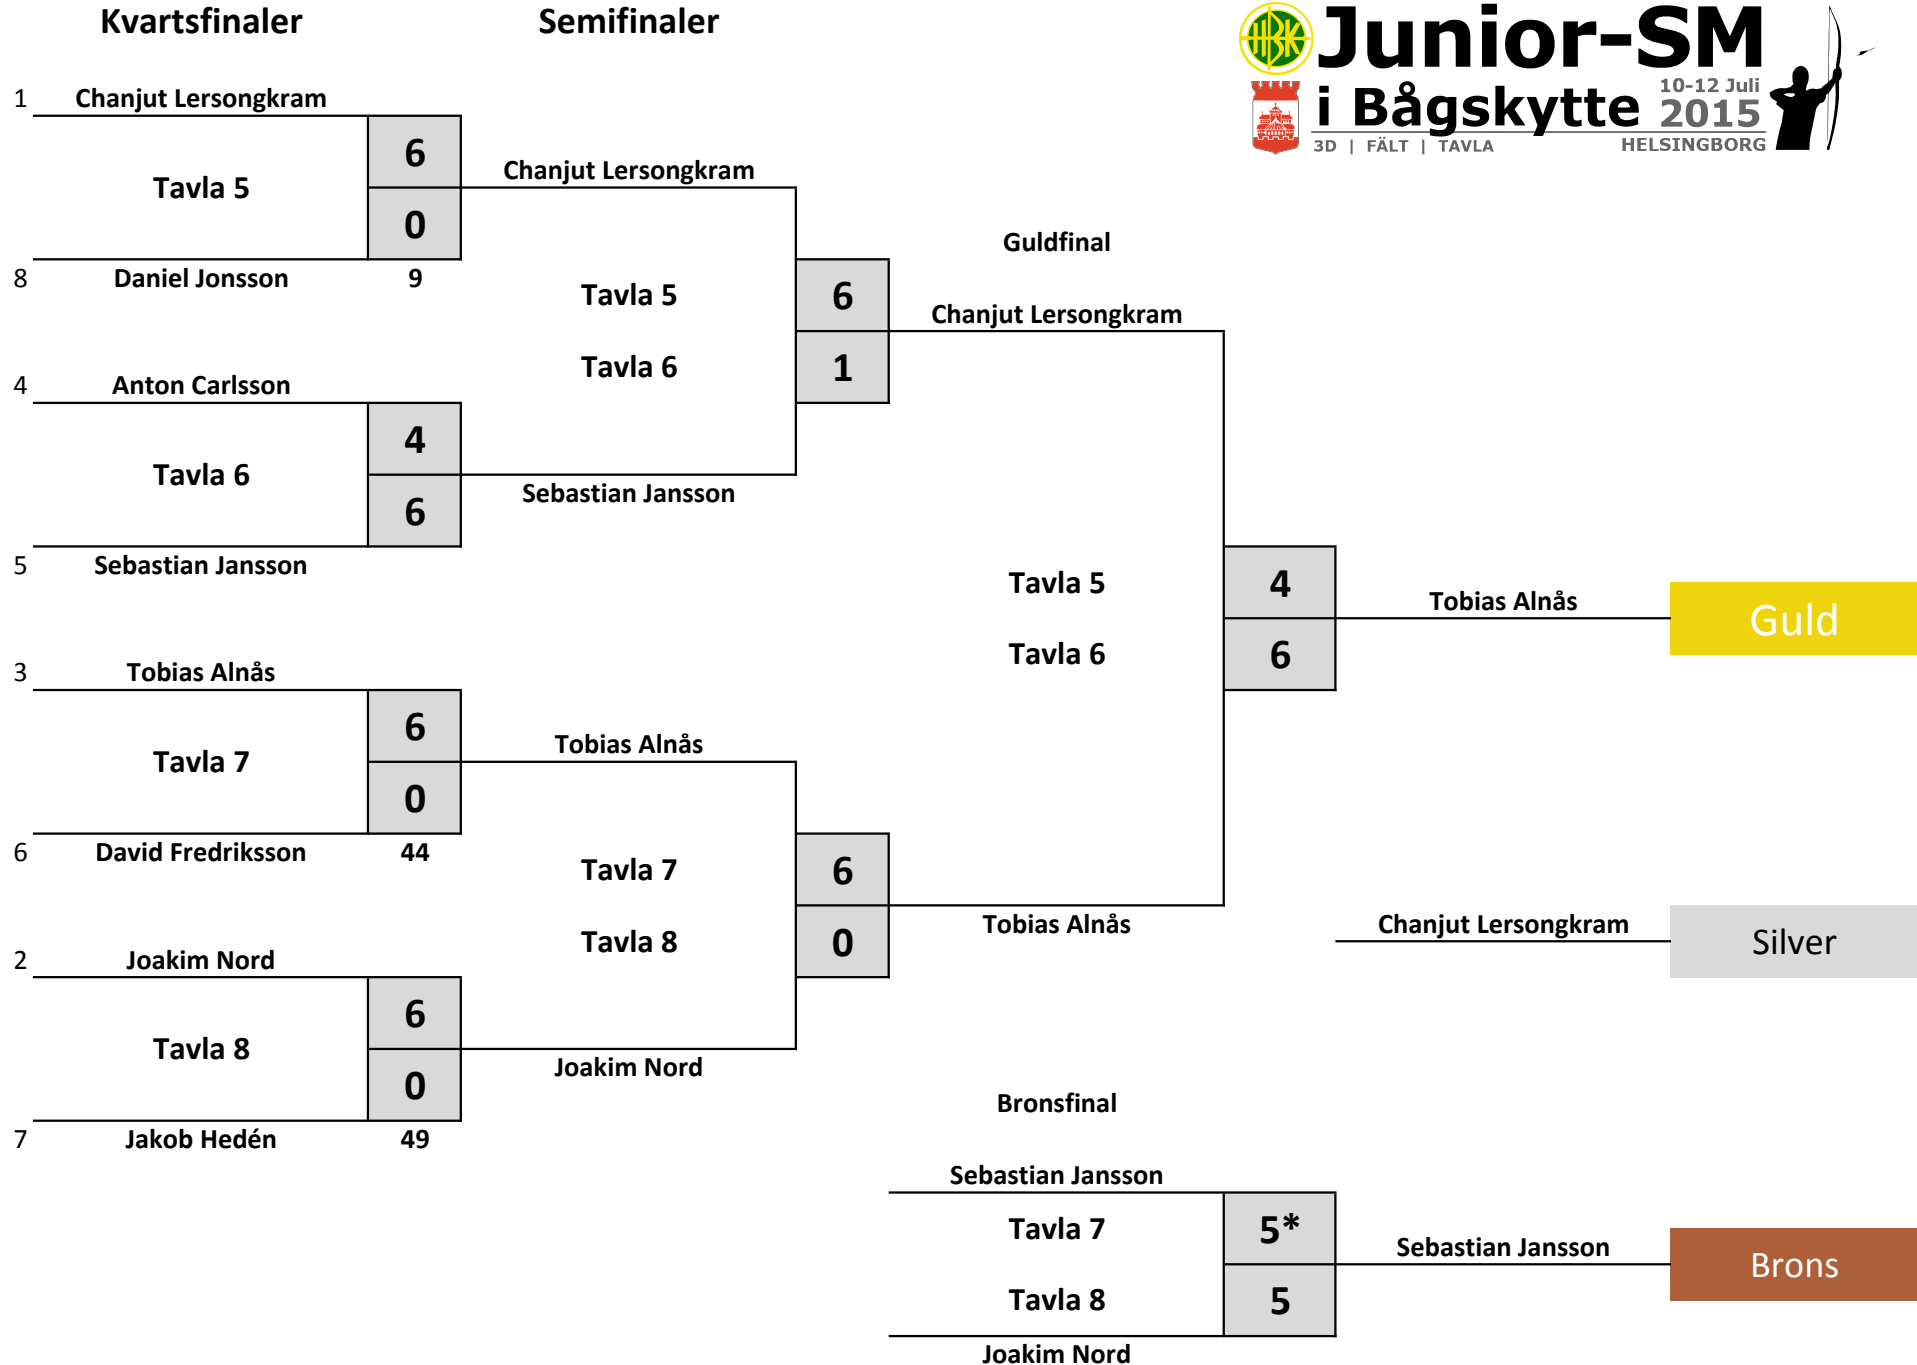 Kvartsfinaler
Semifinaler
HBK
Junior-SM
i Bågskytte
10-12 Juli
2015
3D | FÄLT | TAVLA
HELSINGBORG
1 Chanjut Lersongkram
6
Tavla 5
0
8 Daniel Jonsson 9
4 Anton Carlsson
4
Tavla 6
6
5 Sebastian Jansson
3 Tobias Alnås
6
Tavla 7
0
6 David Fredriksson 44
2 Joakim Nord
6
Tavla 8
0
7 Jakob Hedén 49
Chanjut Lersongkram
Tavla 5 6
Tavla 6 1
Sebastian Jansson
Tobias Alnås
Tavla 7 6
Tavla 8 0
Joakim Nord
Guldfinal
Chanjut Lersongkram
Tavla 5 4
Tavla 6 6
Tobias Alnås
Tobias Alnås Guld
Chanjut Lersongkram Silver
Bronsfinal
Sebastian Jansson
Tavla 7 5*
Tavla 8 5
Joakim Nord
Sebastian Jansson Brons